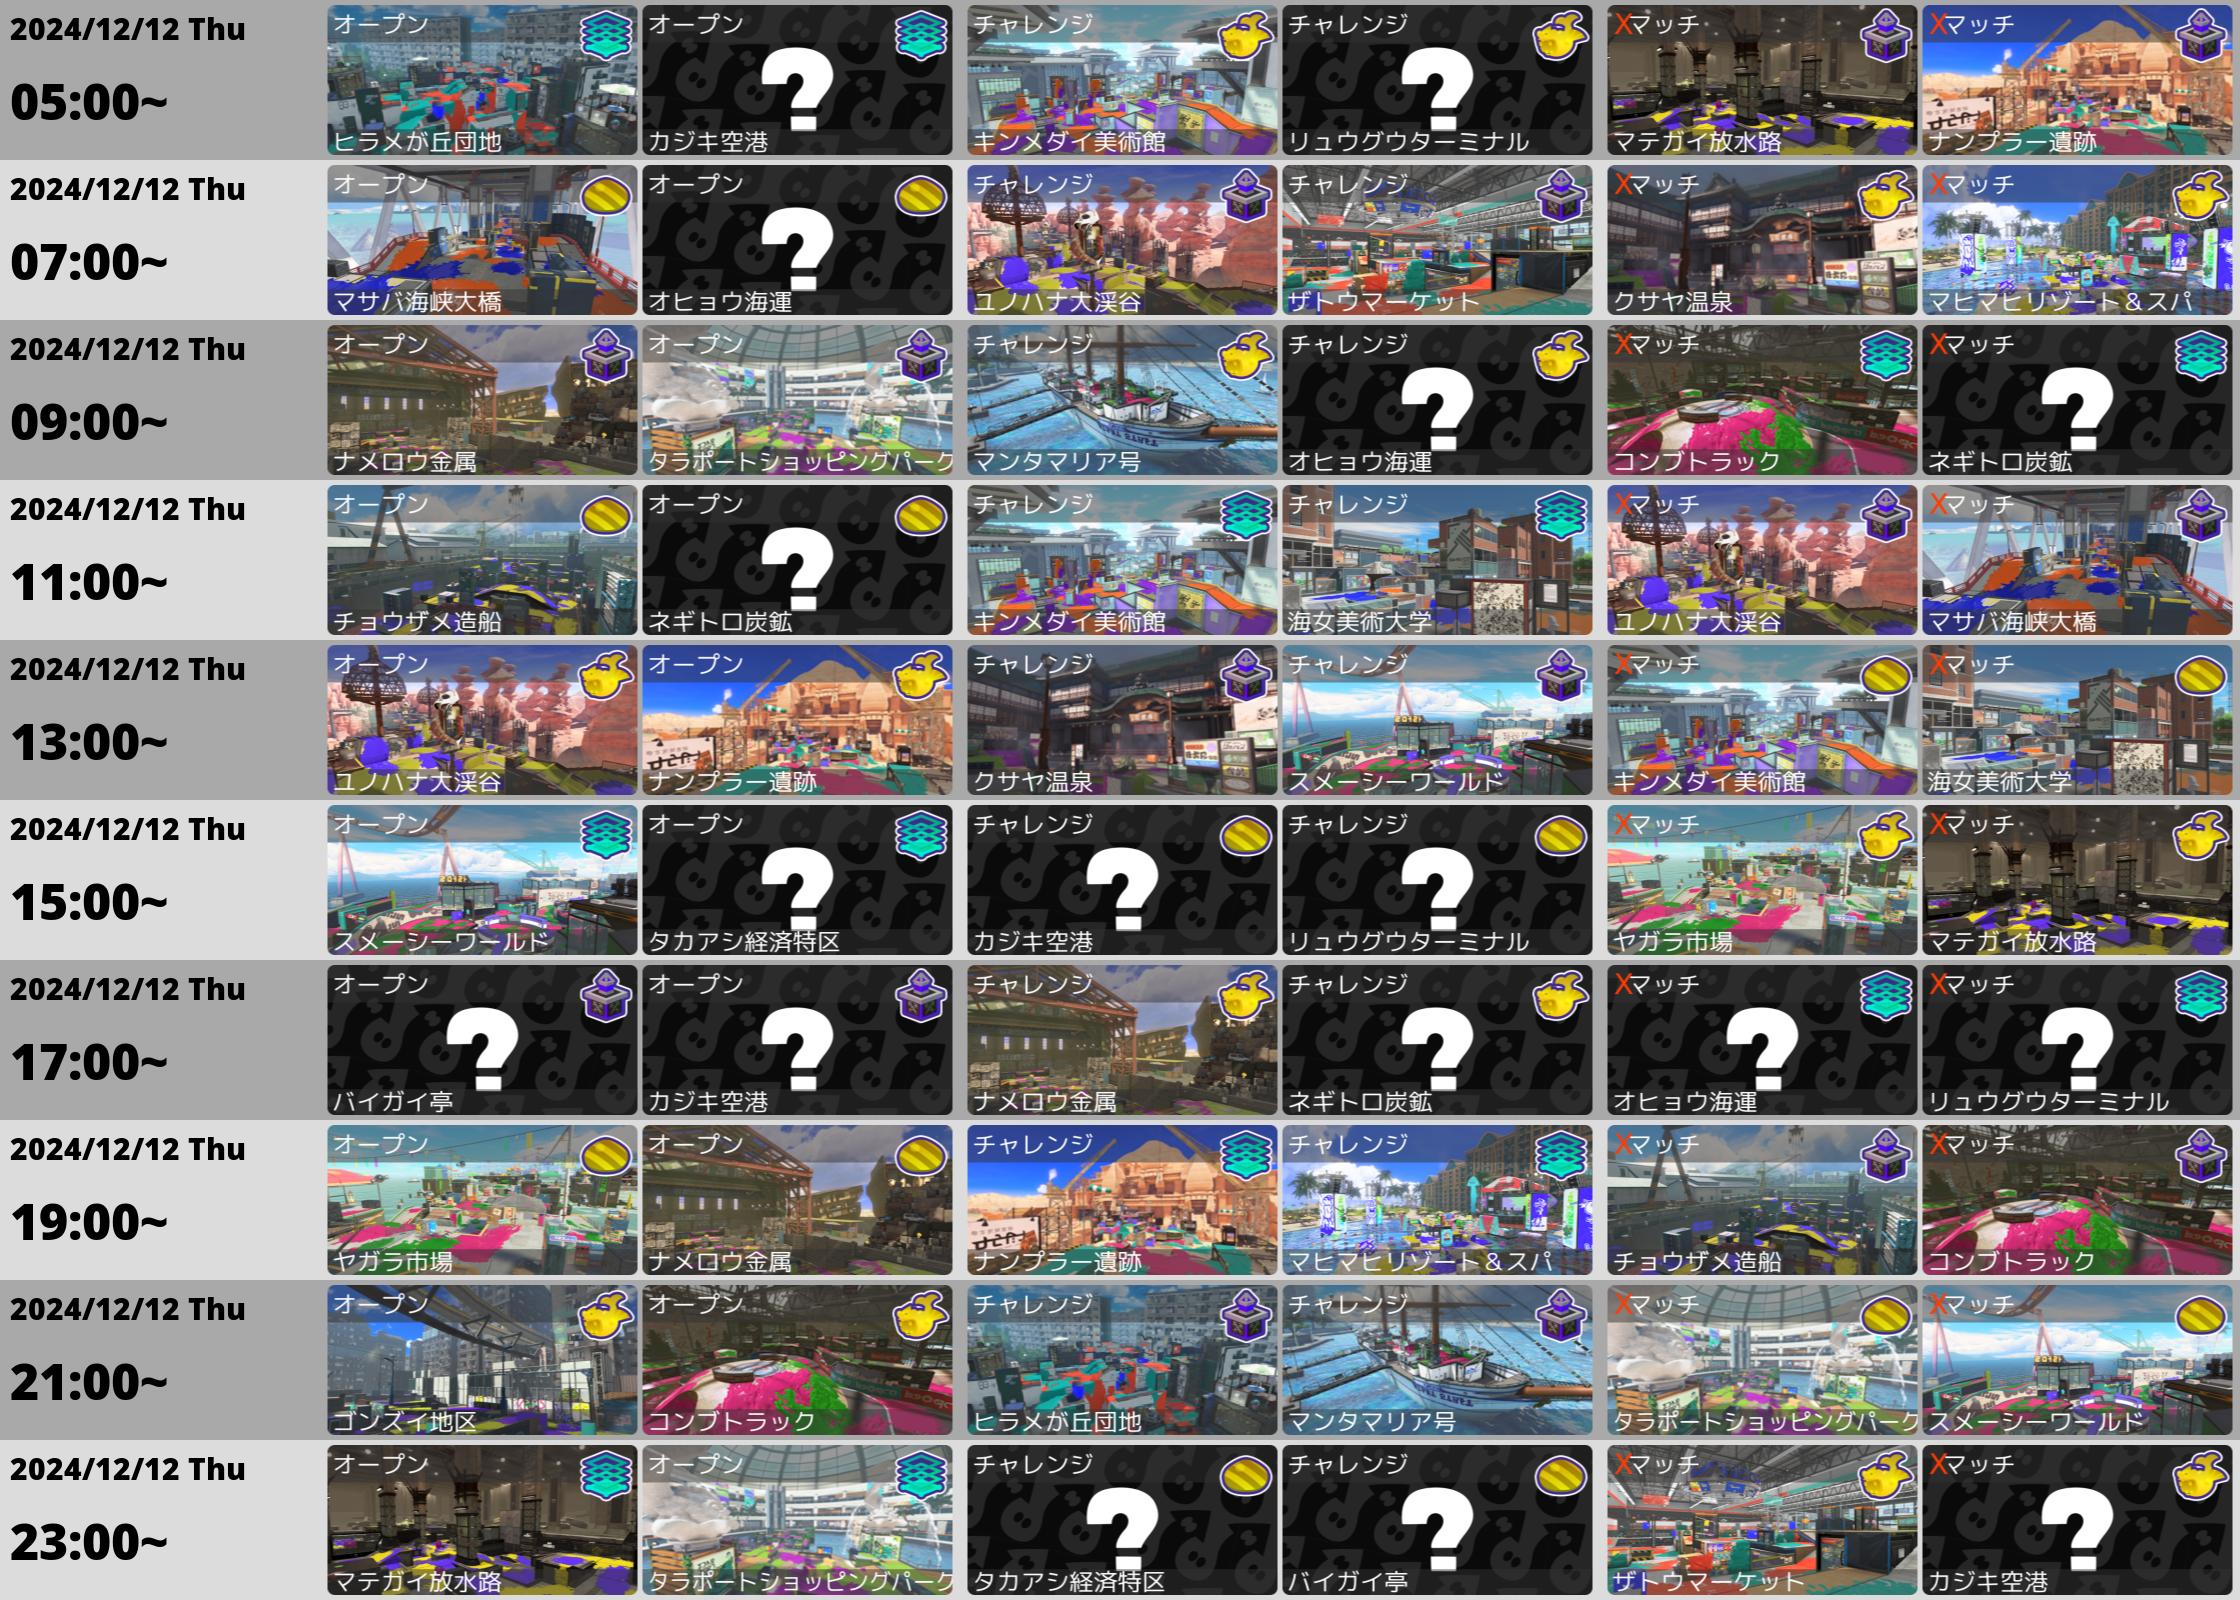 2024/12/12 Thu
05:00~
オープン
ヒラメが丘団地
オープン
カジキ空港
チャレンジ
キンメダイ美術館
チャレンジ
リュウグウターミナル
Xマッチ
マテガイ放水路
Xマッチ
ナンプラー遺跡
2024/12/12 Thu
07:00~
オープン
マサバ海峡大橋
オープン
オヒョウ海運
チャレンジ
ユノハナ大渓谷
チャレンジ
ザトウマーケット
Xマッチ
クサヤ温泉
Xマッチ
マヒマヒリゾート&スパ
2024/12/12 Thu
09:00~
オープン
ナメロウ金属
オープン
タラポートショッピングパーク
チャレンジ
マンタマリア号
チャレンジ
オヒョウ海運
Xマッチ
コンブトラック
Xマッチ
ネギトロ炭鉱
2024/12/12 Thu
11:00~
オープン
チョウザメ造船
オープン
ネギトロ炭鉱
チャレンジ
キンメダイ美術館
チャレンジ
海女美術大学
Xマッチ
ユノハナ大渓谷
Xマッチ
マサバ海峡大橋
2024/12/12 Thu
13:00~
オープン
ユノハナ大渓谷
オープン
ナンプラー遺跡
チャレンジ
クサヤ温泉
チャレンジ
スメーシーワールド
Xマッチ
キンメダイ美術館
Xマッチ
海女美術大学
2024/12/12 Thu
15:00~
オープン
スメーシーワールド
オープン
タカアシ経済特区
チャレンジ
カジキ空港
チャレンジ
リュウグウターミナル
Xマッチ
ヤガラ市場
Xマッチ
マテガイ放水路
2024/12/12 Thu
17:00~
オープン
バイガイ亭
オープン
カジキ空港
チャレンジ
ナメロウ金属
チャレンジ
ネギトロ炭鉱
Xマッチ
オヒョウ海運
Xマッチ
リュウグウターミナル
2024/12/12 Thu
19:00~
オープン
ヤガラ市場
オープン
ナメロウ金属
チャレンジ
ナンプラー遺跡
チャレンジ
マヒマヒリゾート&スパ
Xマッチ
チョウザメ造船
Xマッチ
コンブトラック
2024/12/12 Thu
21:00~
オープン
ゴンズイ地区
オープン
コンブトラック
チャレンジ
ヒラメが丘団地
チャレンジ
マンタマリア号
Xマッチ
タラポートショッピングパーク
Xマッチ
スメーシーワールド
2024/12/12 Thu
23:00~
オープン
マテガイ放水路
オープン
タラポートショッピングパーク
チャレンジ
タカアシ経済特区
チャレンジ
バイガイ亭
Xマッチ
ザトウマーケット
Xマッチ
カジキ空港